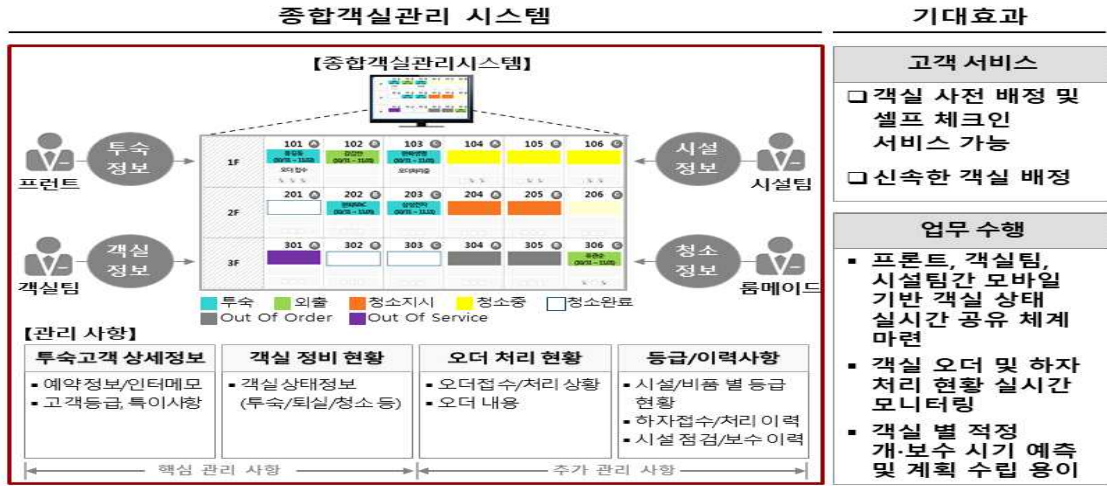 종합객실관리 시스템
기대효과
【종합객실관리시스템】
프런트
투숙
정보
객실팀
객실
정보
시설
정보
시설팀
청소
정보
룸메이드
1F
101 A
102 B
103 C
104 A
105 B
106 C
오더접수
오더처리중
2F
201 A
202 B
203 C
204 A
205 B
206 C
3F
301 A
302 B
303 C
304 A
305 B
306 C
투숙 외출 청소지시 청소중 청소완료
Out Of Order Out Of Service
【관리 사항】
투숙고객 상세정보
▪ 예약정보/인터메모
▪ 고객등급, 특이사항
객실 정비 현황
▪ 객실상태정보
(투숙/퇴실/청소 등)
오더 처리 현황
▪ 오더접수/처리 상황
▪ 오더 내용
등급/이력사항
▪ 시설/비품 별 등급
현황
▪ 하자접수/처리 이력
▪ 시설 점검/보수 이력
핵심 관리 사항
추가 관리 사항
고객 서비스
❑ 객실 사전 배정 및
셀프 체크인
서비스 가능
❑ 신속한 객실 배정
업무 수행
▪ 프론트, 객실팀,
시설팀간 모바일
기반 객실 상태
실시간 공유 체계
마련
▪ 객실 오더 및 하자
처리 현황 실시간
모니터링
▪ 객실 별 적정
개·보수 시기 예측
및 계획 수립 용이